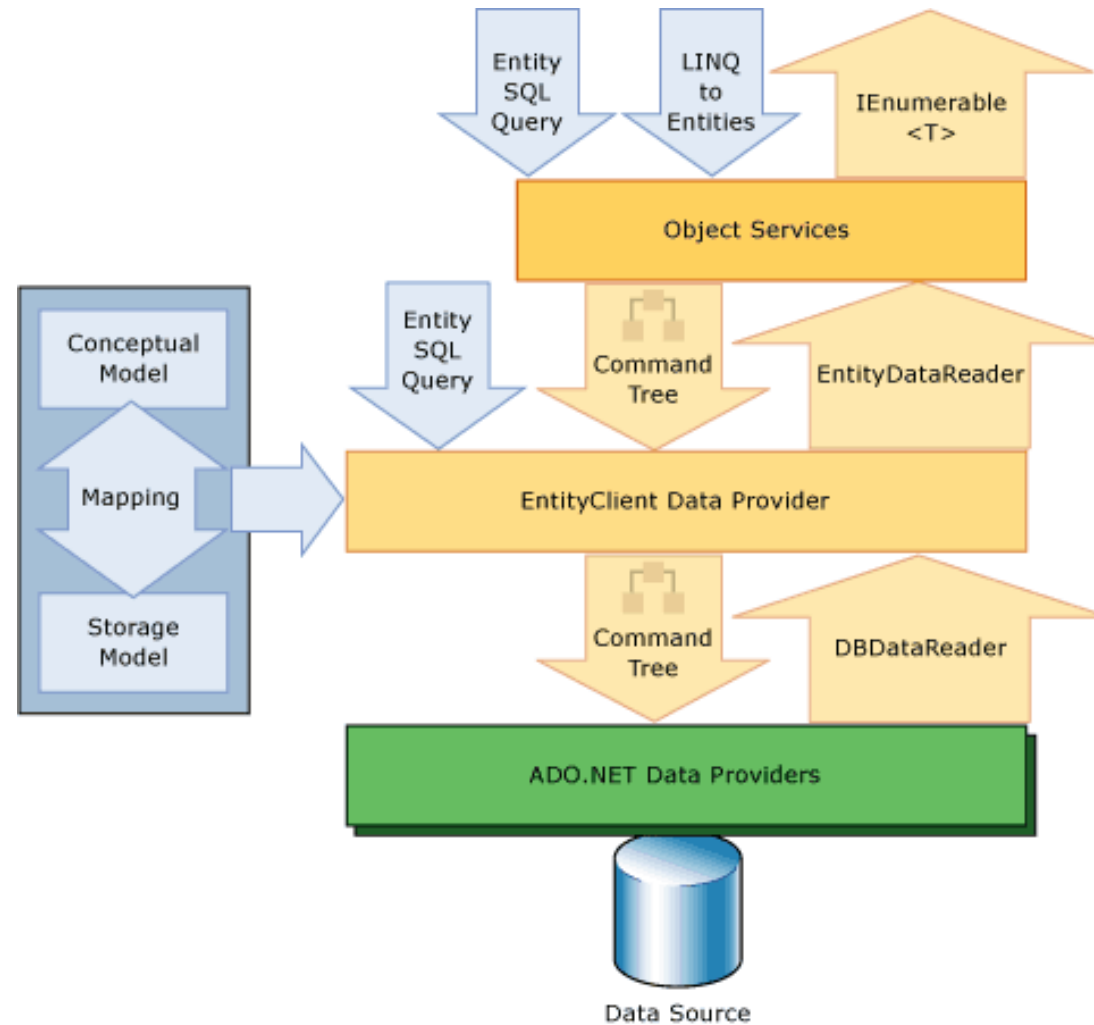 Entity
SQL
Query
LINQ
to
Entities
IEnumerable
<T>
Object Services
Conceptual
Model
Mapping
Storage
Model
Entity
SQL
Query
Command
Tree
EntityDataReader
EntityClient Data Provider
Command
Tree
DBDataReader
ADO.NET Data Providers
Data Source